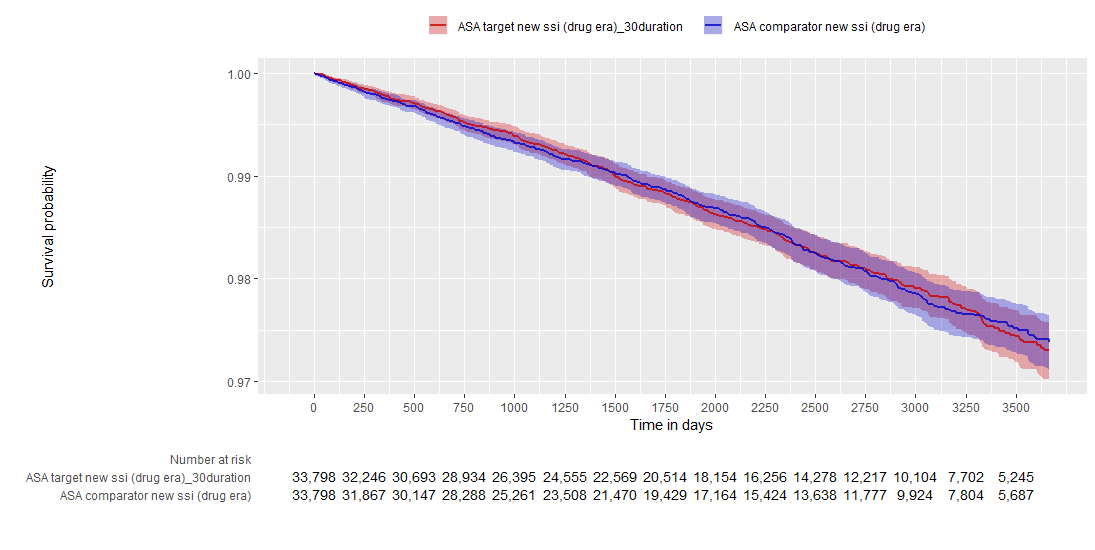 ASA target new ssi (drug era)_30duration ASA comparator new ssi (drug era)
Survival probability
1.00
0.99
0.98
0.97
0 250 500 750 1000 1250 1500 1750 2000 2250 2500 2750 3000 3250 3500
Time in days
Number at risk
ASA target new ssi (drug era)_30duration 33,798 32,246 30,693 28,934 26,395 24,555 22,569 20,514 18,154 16,256 14,278 12,217 10,104 7,702 5,245
ASA comparator new ssi (drug era) 33,798 31,867 30,147 28,288 25,261 23,508 21,470 19,429 17,164 15,424 13,638 11,777 9,924 7,804 5,687